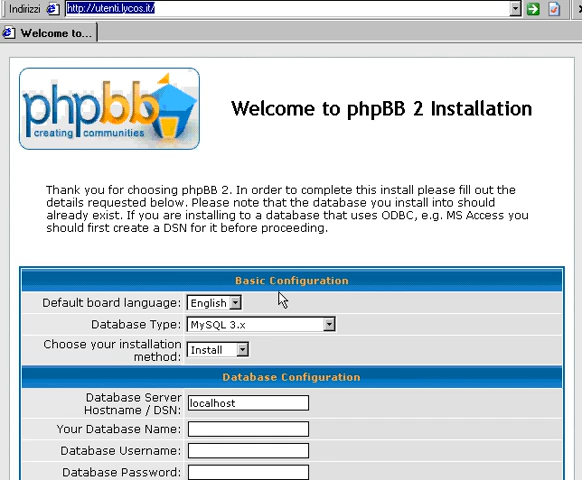 Indirizzi http://utenti.lycos.it/
Welcome to...
phpBB
creating communities
Welcome to phpBB 2 Installation
Thank you for choosing phpBB 2. In order to complete this install please fill out the
details requested below. Please note that the database you install into should
already exist. If you are installing to a database that uses ODBC, e.g. MS Access you
should first create a DSN for it before proceeding.
Basic Configuration
Default board language: English
Database Type: MySQL 3.x
Choose your installation
method: Install
Database Configuration
Database Server
Hostname / DSN: localhost
Your Database Name:
Database Username:
Database Password: